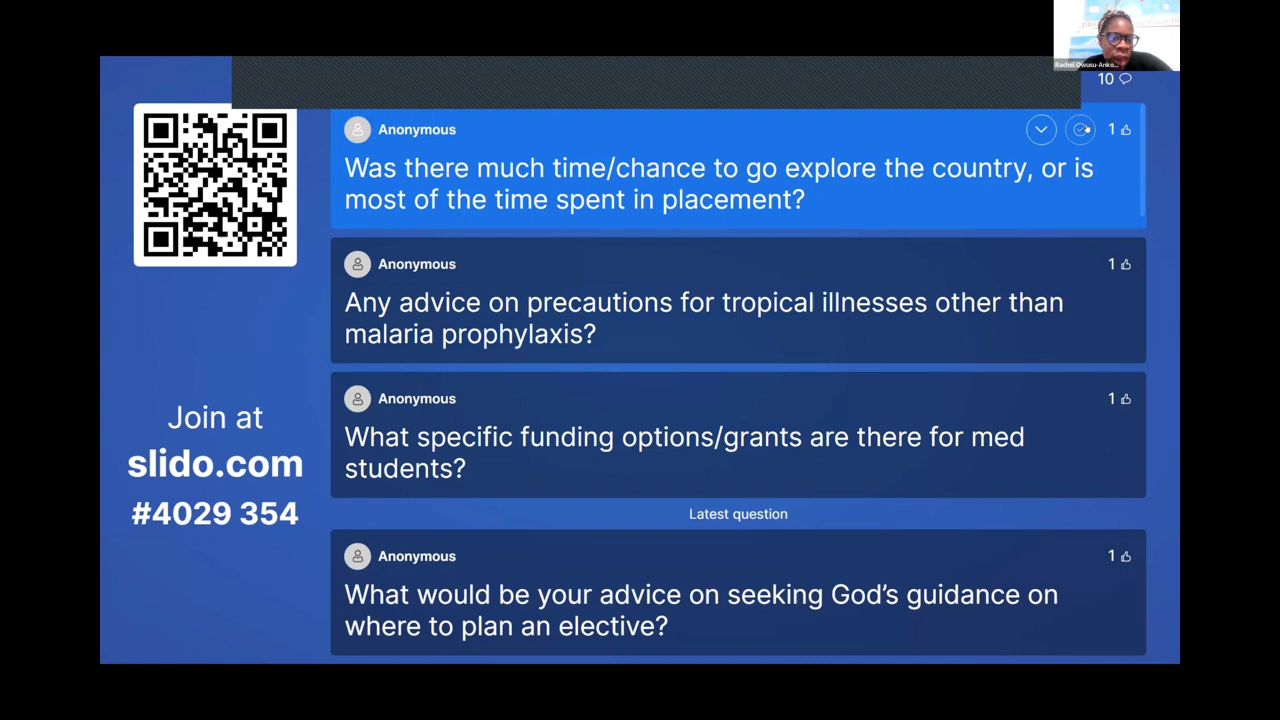 Rachel Owusu-Anko...
10
Anonymous
1
Was there much time/chance to go explore the country, or is
most of the time spent in placement?
Anonymous
1
Any advice on precautions for tropical illnesses other than
malaria prophylaxis?
Anonymous
1
What specific funding options/grants are there for med
students?
Latest question
Anonymous
1
What would be your advice on seeking God's guidance on
where to plan an elective?
Join at
slido.com
#4029 354